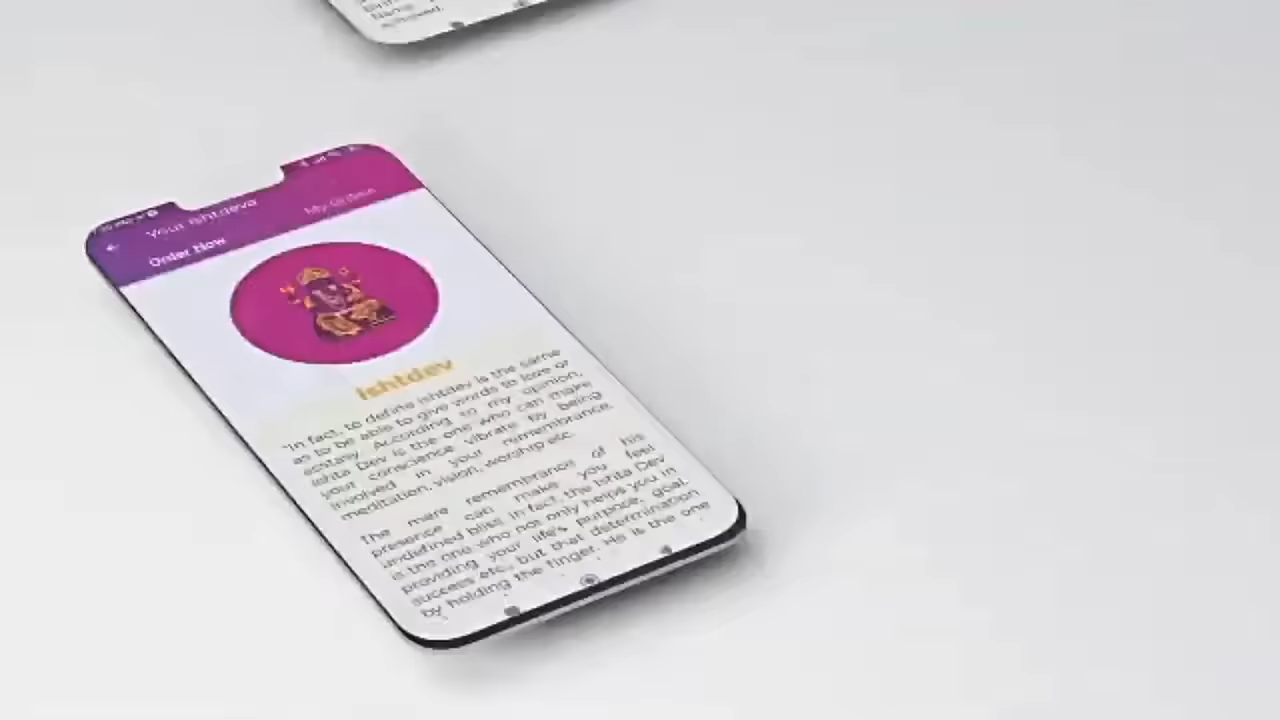 Name
Your Ishtdeva
Order Now
My Orders
Ishtdev
"In fact, to define ishtdev is the same
as to be able to give words to love or
ecstasy. According to my opinion,
Ishta Dev is the one who can make
your conscience vibrate by being
involved in your remembrance,
meditation, vision, worship etc.
The mere remembrance of his
presence can make you feel
undefined bliss. In fact, the Ishta Dev
is the one who not only helps you in
providing your life's purpose, goal,
success etc., but that determination
by holding the finger. He is the one